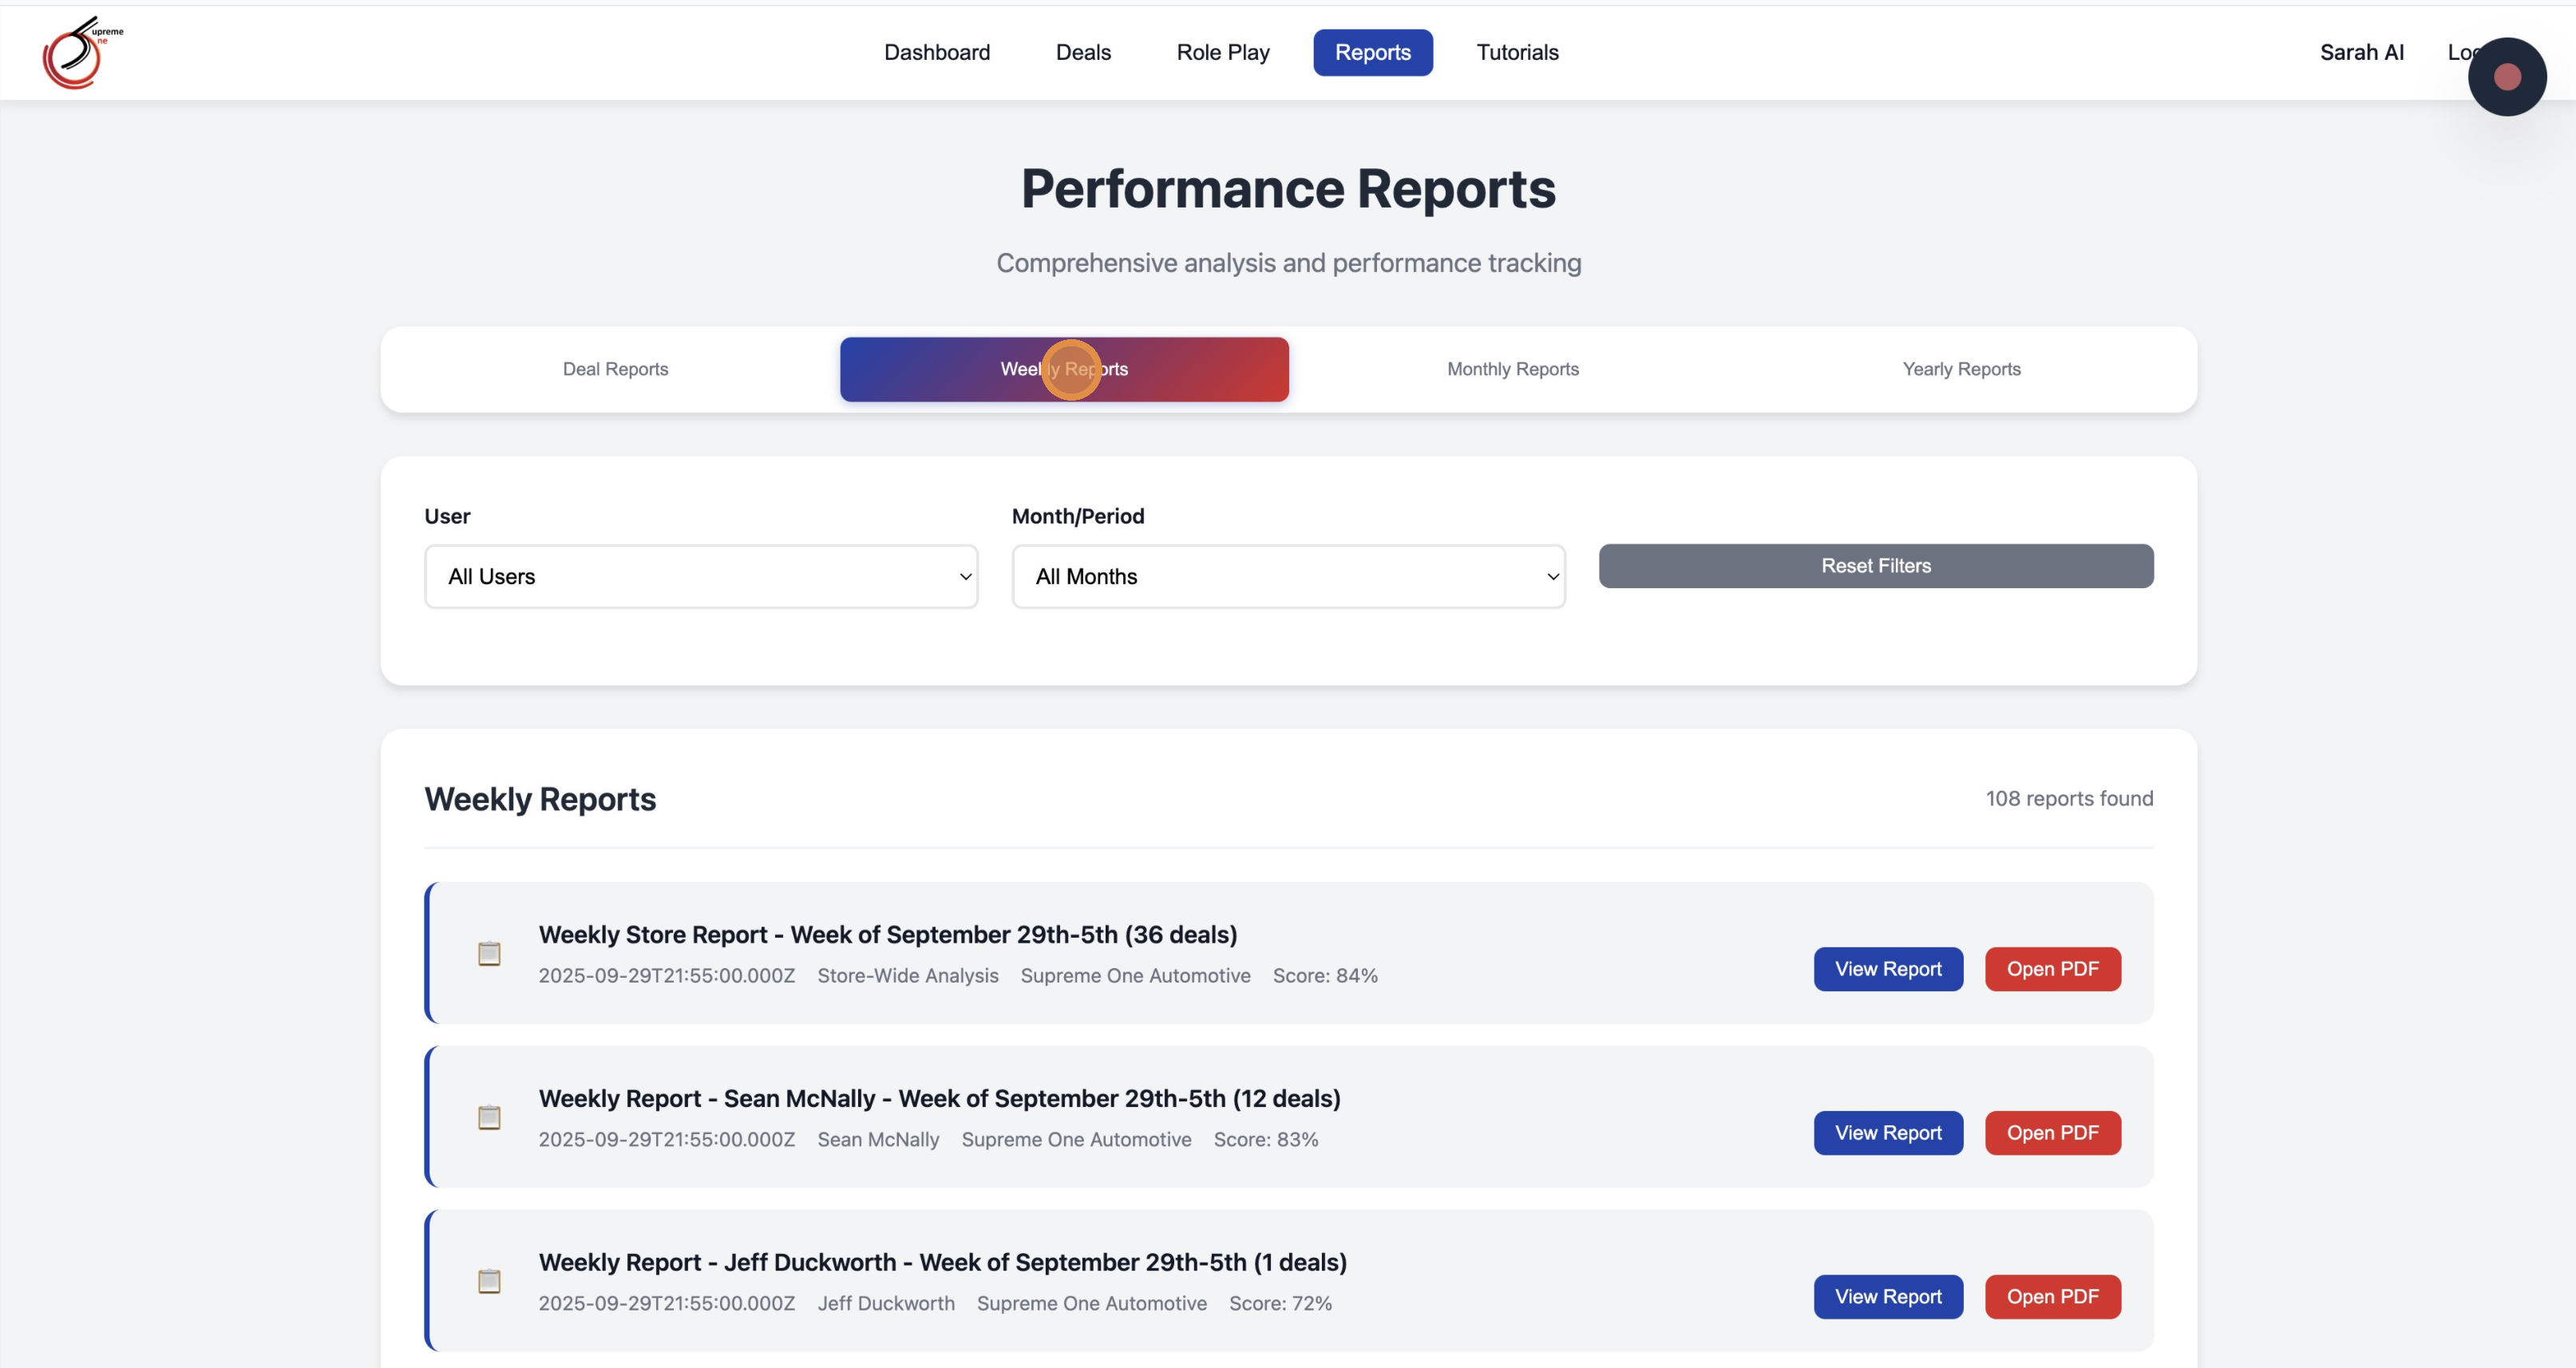 upreme
ne
Dashboard Deals Role Play Reports Tutorials Sarah AI
Performance Reports
Comprehensive analysis and performance tracking
Deal Reports Weekly Reports Monthly Reports Yearly Reports
User Month/Period
All Users All Months Reset Filters
Weekly Reports 108 reports found
Weekly Store Report - Week of September 29th-5th (36 deals)
2025-09-29T21:55:00.000Z Store-Wide Analysis Supreme One Automotive Score: 84%
View Report Open PDF
Weekly Report - Sean McNally - Week of September 29th-5th (12 deals)
2025-09-29T21:55:00.000Z Sean McNally Supreme One Automotive Score: 83%
View Report Open PDF
Weekly Report - Jeff Duckworth - Week of September 29th-5th (1 deals)
2025-09-29T21:55:00.000Z Jeff Duckworth Supreme One Automotive Score: 72%
View Report Open PDF